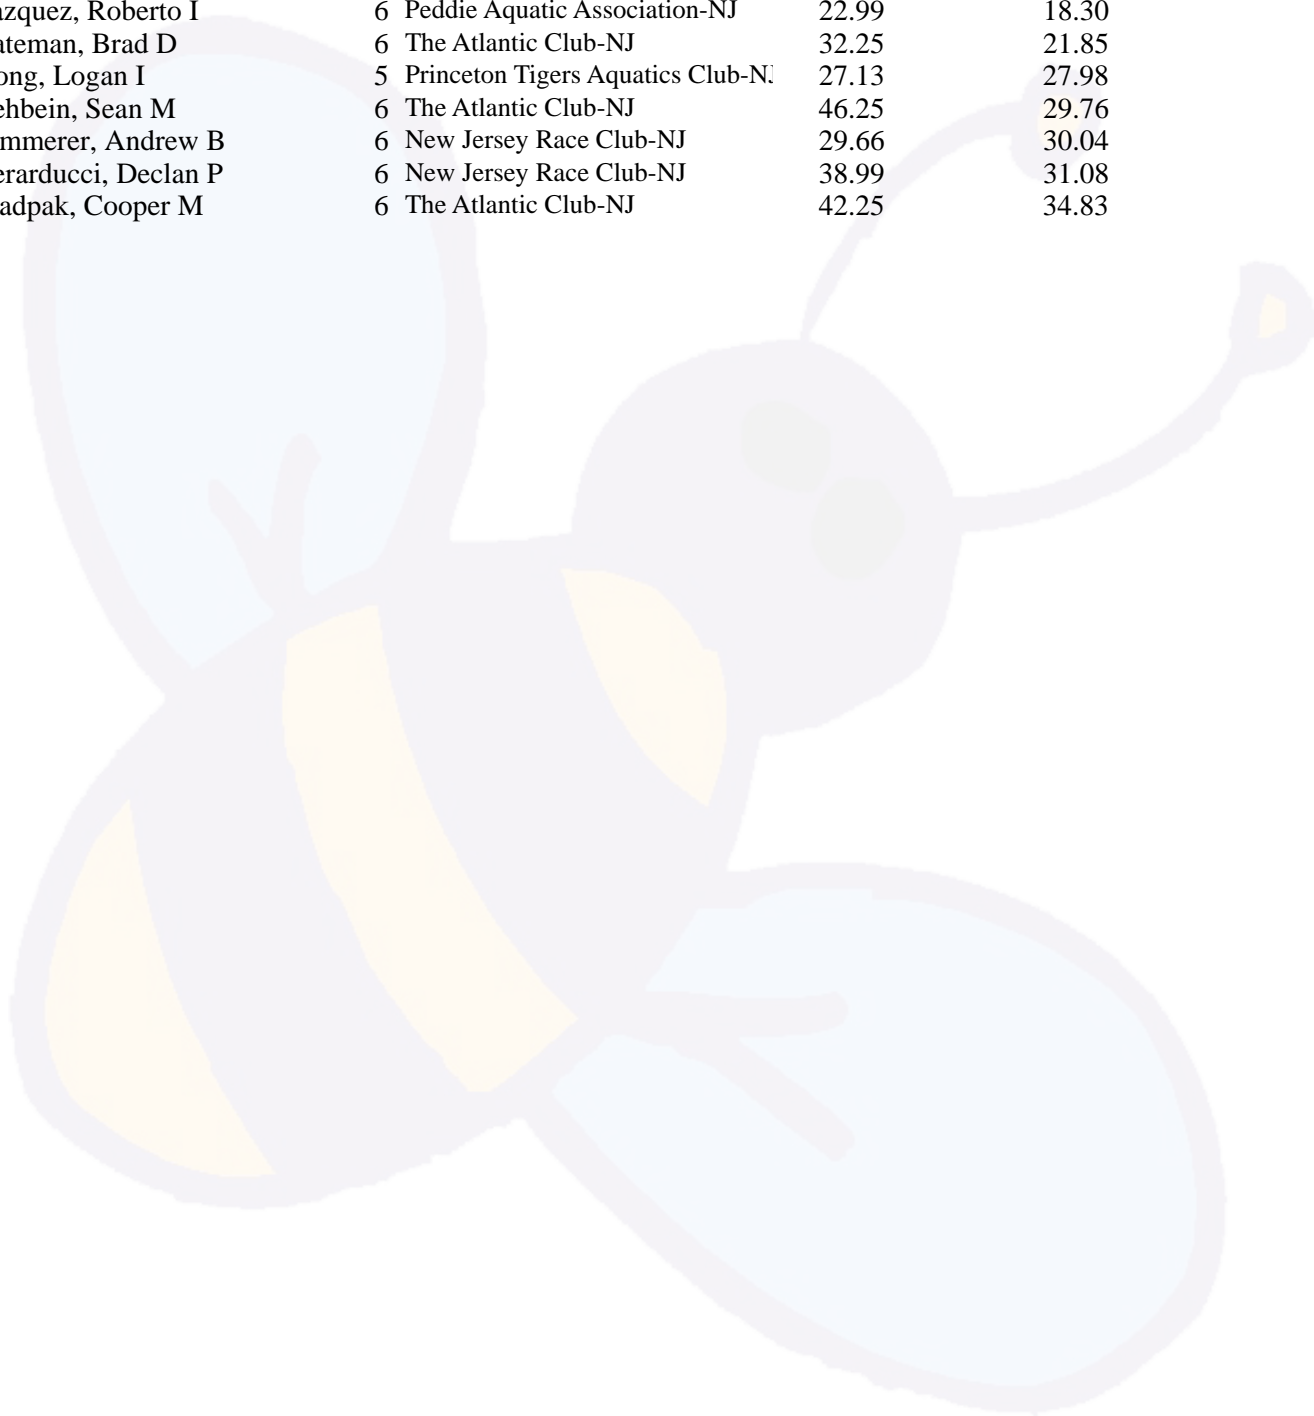 azquez, Roberto I 6 Peddie Aquatic Association-NJ 22.99 18.30
ateman, Brad D 6 The Atlantic Club-NJ 32.25 21.85
ong, Logan I 5 Princeton Tigers Aquatics Club-NJ 27.13 27.98
ehbein, Sean M 6 The Atlantic Club-NJ 46.25 29.76
mmerer, Andrew B 6 New Jersey Race Club-NJ 29.66 30.04
erarducci, Declan P 6 New Jersey Race Club-NJ 38.99 31.08
adpak, Cooper M 6 The Atlantic Club-NJ 42.25 34.83